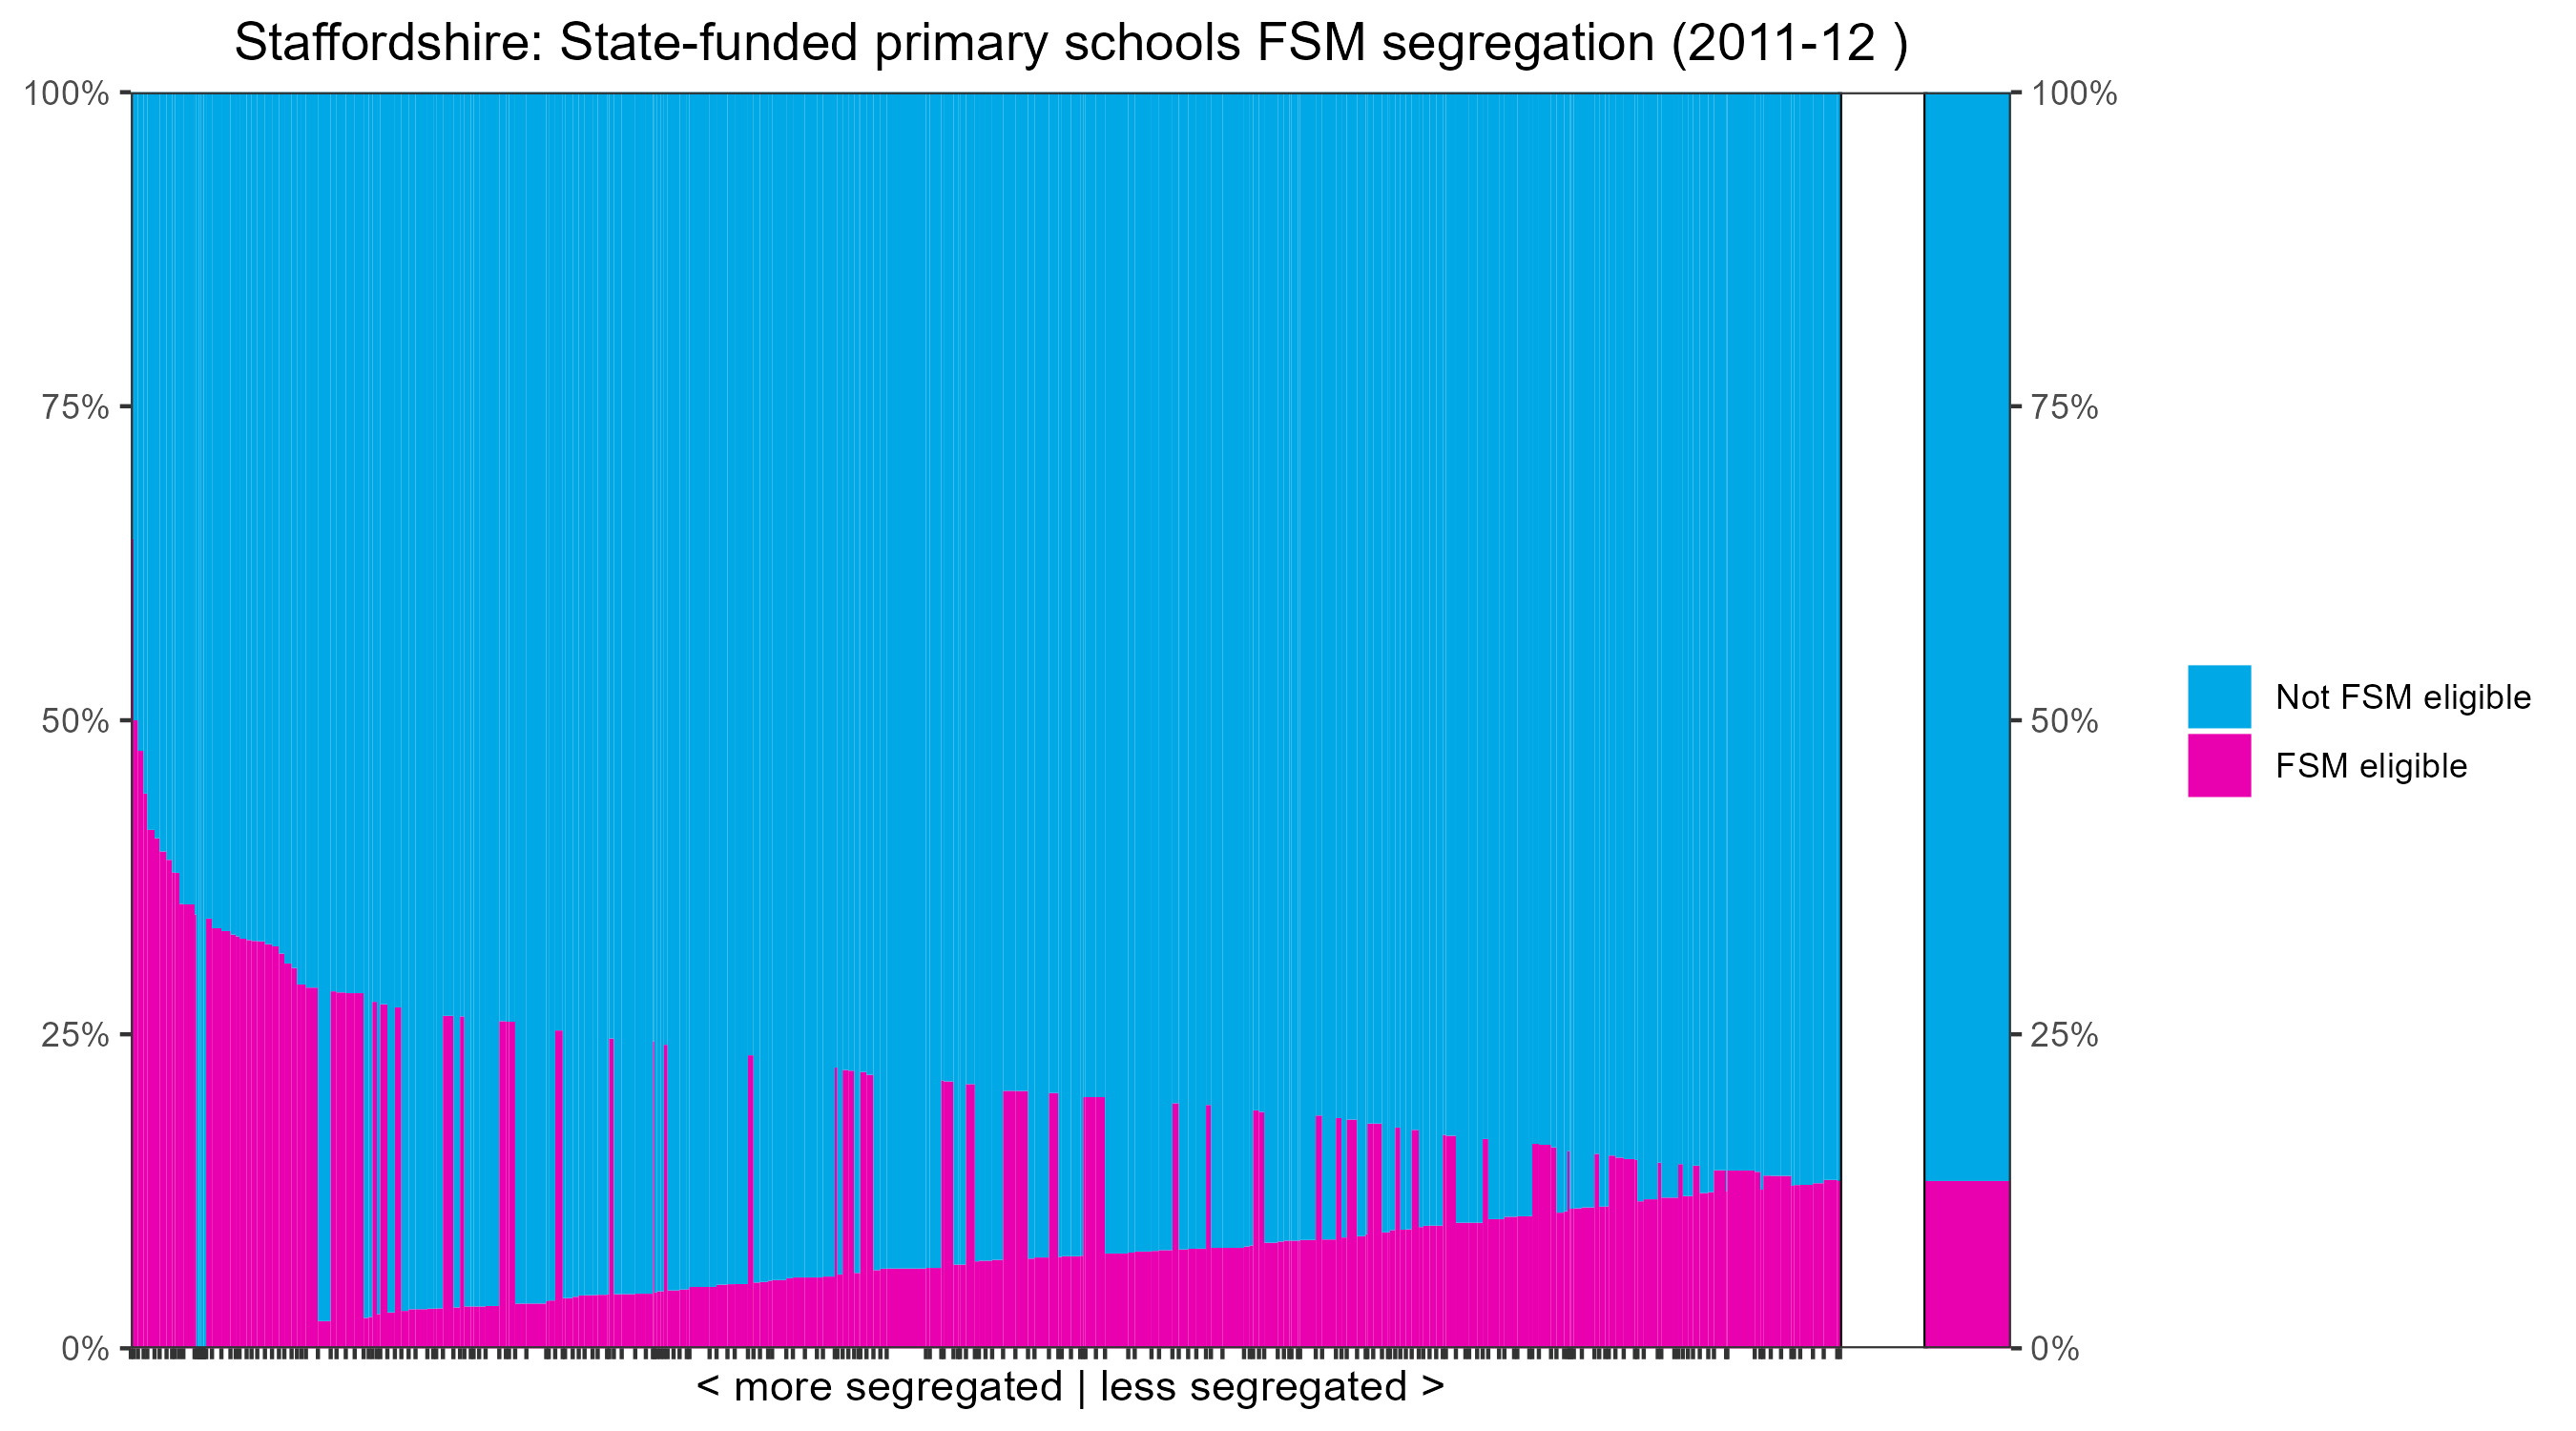 Staffordshire: State-funded primary schools FSM segregation (2011-12 )
100%
75%
50%
25%
0%
100%
75%
50%
25%
0%
Not FSM eligible
FSM eligible
< more segregated | less segregated >